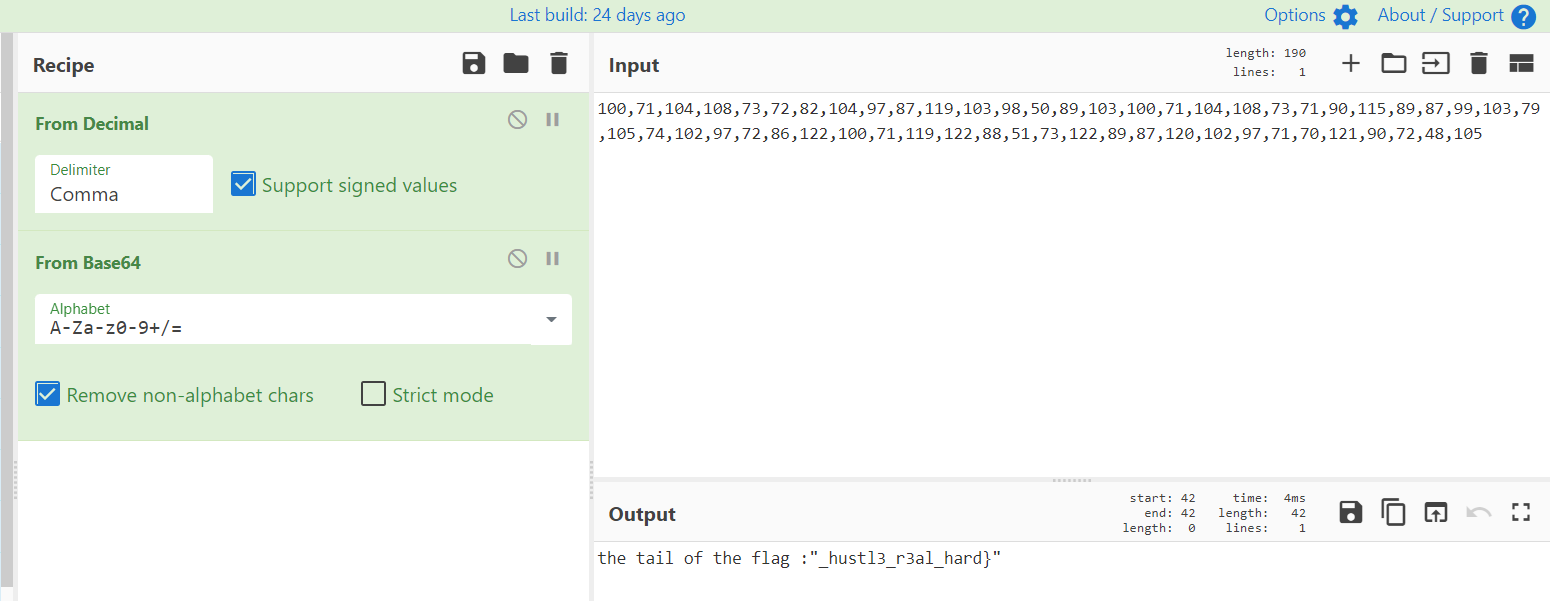 Last build: 24 days ago
Options
About / Support
Recipe
From Decimal
Delimiter
Comma
Support signed values
From Base64
Alphabet
A-Za-z0-9+/=
Remove non-alphabet chars
Strict mode
Input
length: 190
lines: 1
100,71,104,108,73,72,82,104,97,87,119,103,98,50,89,103,100,71,104,108,73,71,90,115,89,87,99,103,79
,105,74,102,97,72,86,122,100,71,119,122,88,51,73,122,89,87,120,102,97,71,70,121,90,72,48,105
Output
start: 42 time: 4ms
end: 42 length: 42
length: 0 lines: 1
the tail of the flag :"_hustl3_r3al_hard}"